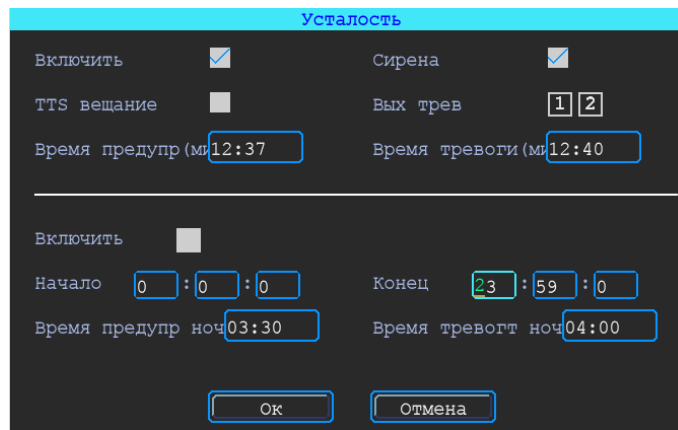 Усталость
Включить Сирена
TTS вещание Вых трев 1 2
Время предупр(ми 12:37 Время тревоги(ми 12:40
Включить
Начало 0 : 0 : 0 Конец 23 : 59 : 0
Время предупр ноч 03:30 Время тревогт ноч 04:00
Ок Отмена